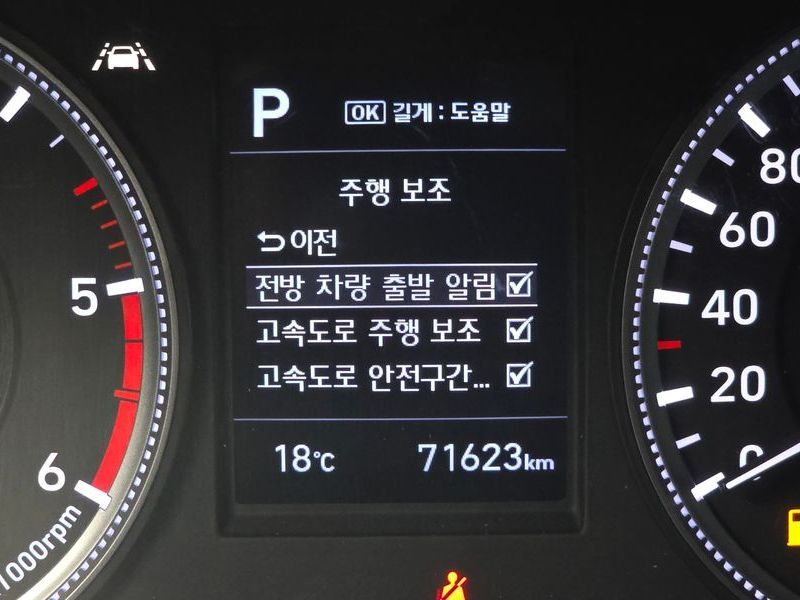 P OK 길게 : 도움말
주행 보조
이전
전방 차량 출발 알림
고속도로 주행 보조
고속도로 안전구간...
18℃ 71623km
5
6
1000rpm
80
60
40
20
0